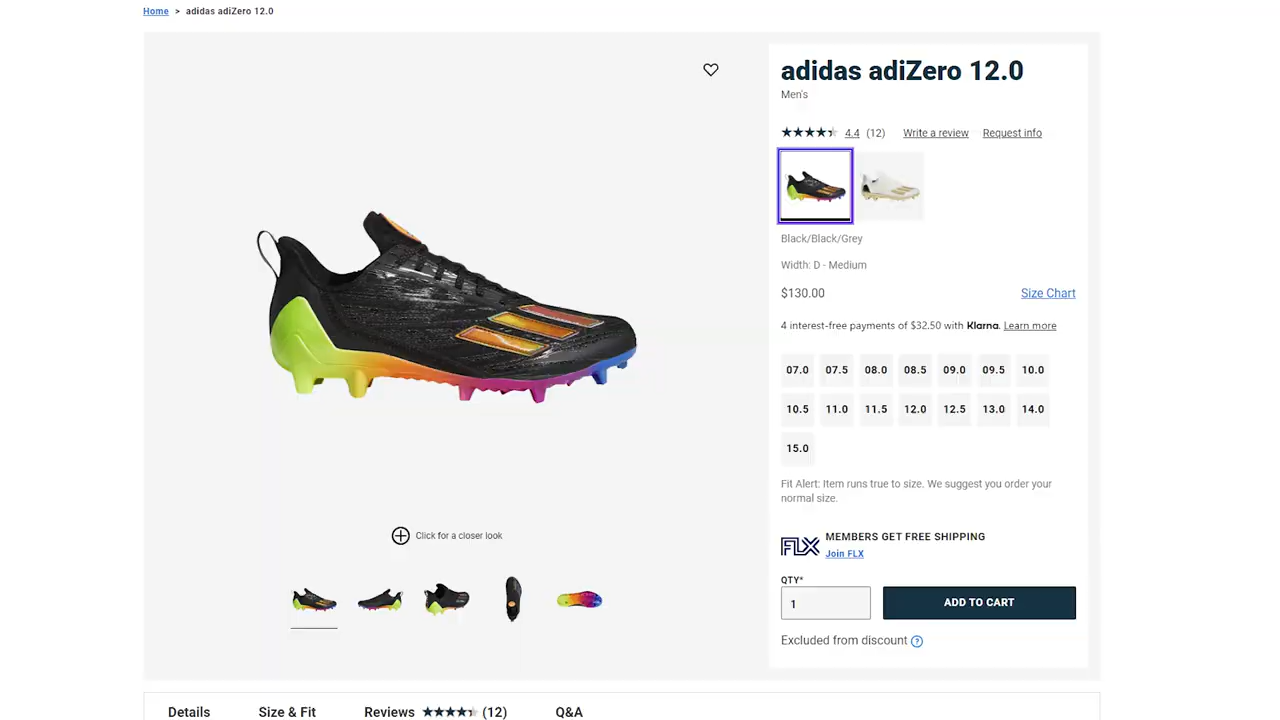 Home > adidas adiZero 12.0
adidas adiZero 12.0
Men's
4.4 (12) Write a review Request info
Black/Black/Grey
Width: D - Medium
$130.00 Size Chart
4 interest-free payments of $32.50 with Klarna. Learn more
07.0 07.5 08.0 08.5 09.0 09.5 10.0
10.5 11.0 11.5 12.0 12.5 13.0 14.0
15.0
Fit Alert: Item runs true to size. We suggest you order your
normal size.
FLX MEMBERS GET FREE SHIPPING
Join FLX
QTY*
1 ADD TO CART
Excluded from discount ?
Click for a closer look
Details Size & Fit Reviews (12) Q&A